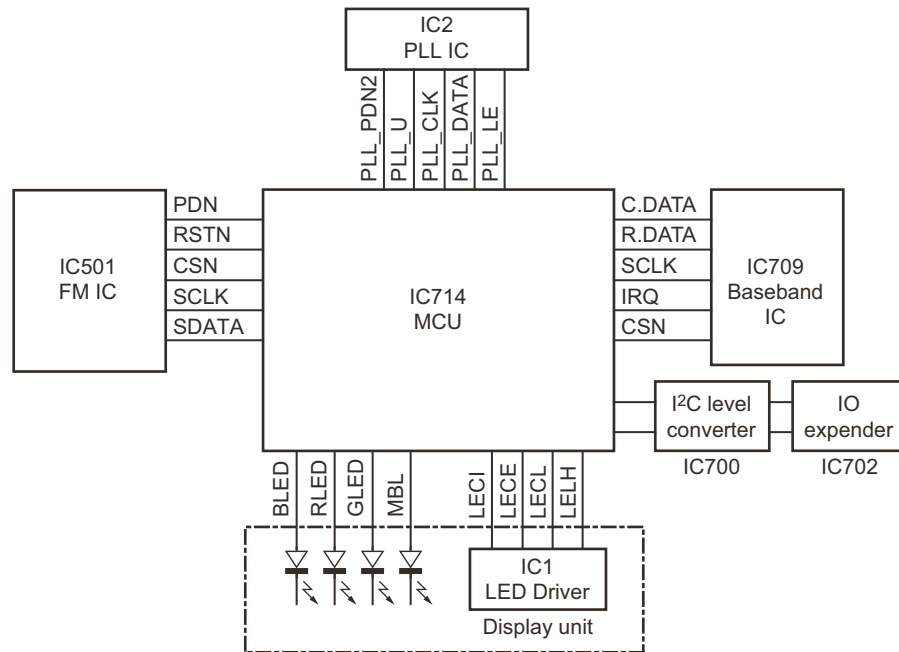 IC2
PLL IC
PLL_PDN2
PLL_U
PLL_CLK
PLL_DATA
PLL_LE
PDN
RSTN
CSN
SCLK
SDATA
IC501
FM IC
IC714
MCU
C.DATA
R.DATA
SCLK
IRQ
CSN
IC709
Baseband
IC
I²C level
converter
IC700
IO
expender
IC702
BLED
RLED
GLED
MBL
LECI
LECE
LECL
LELH
IC1
LED Driver
Display unit